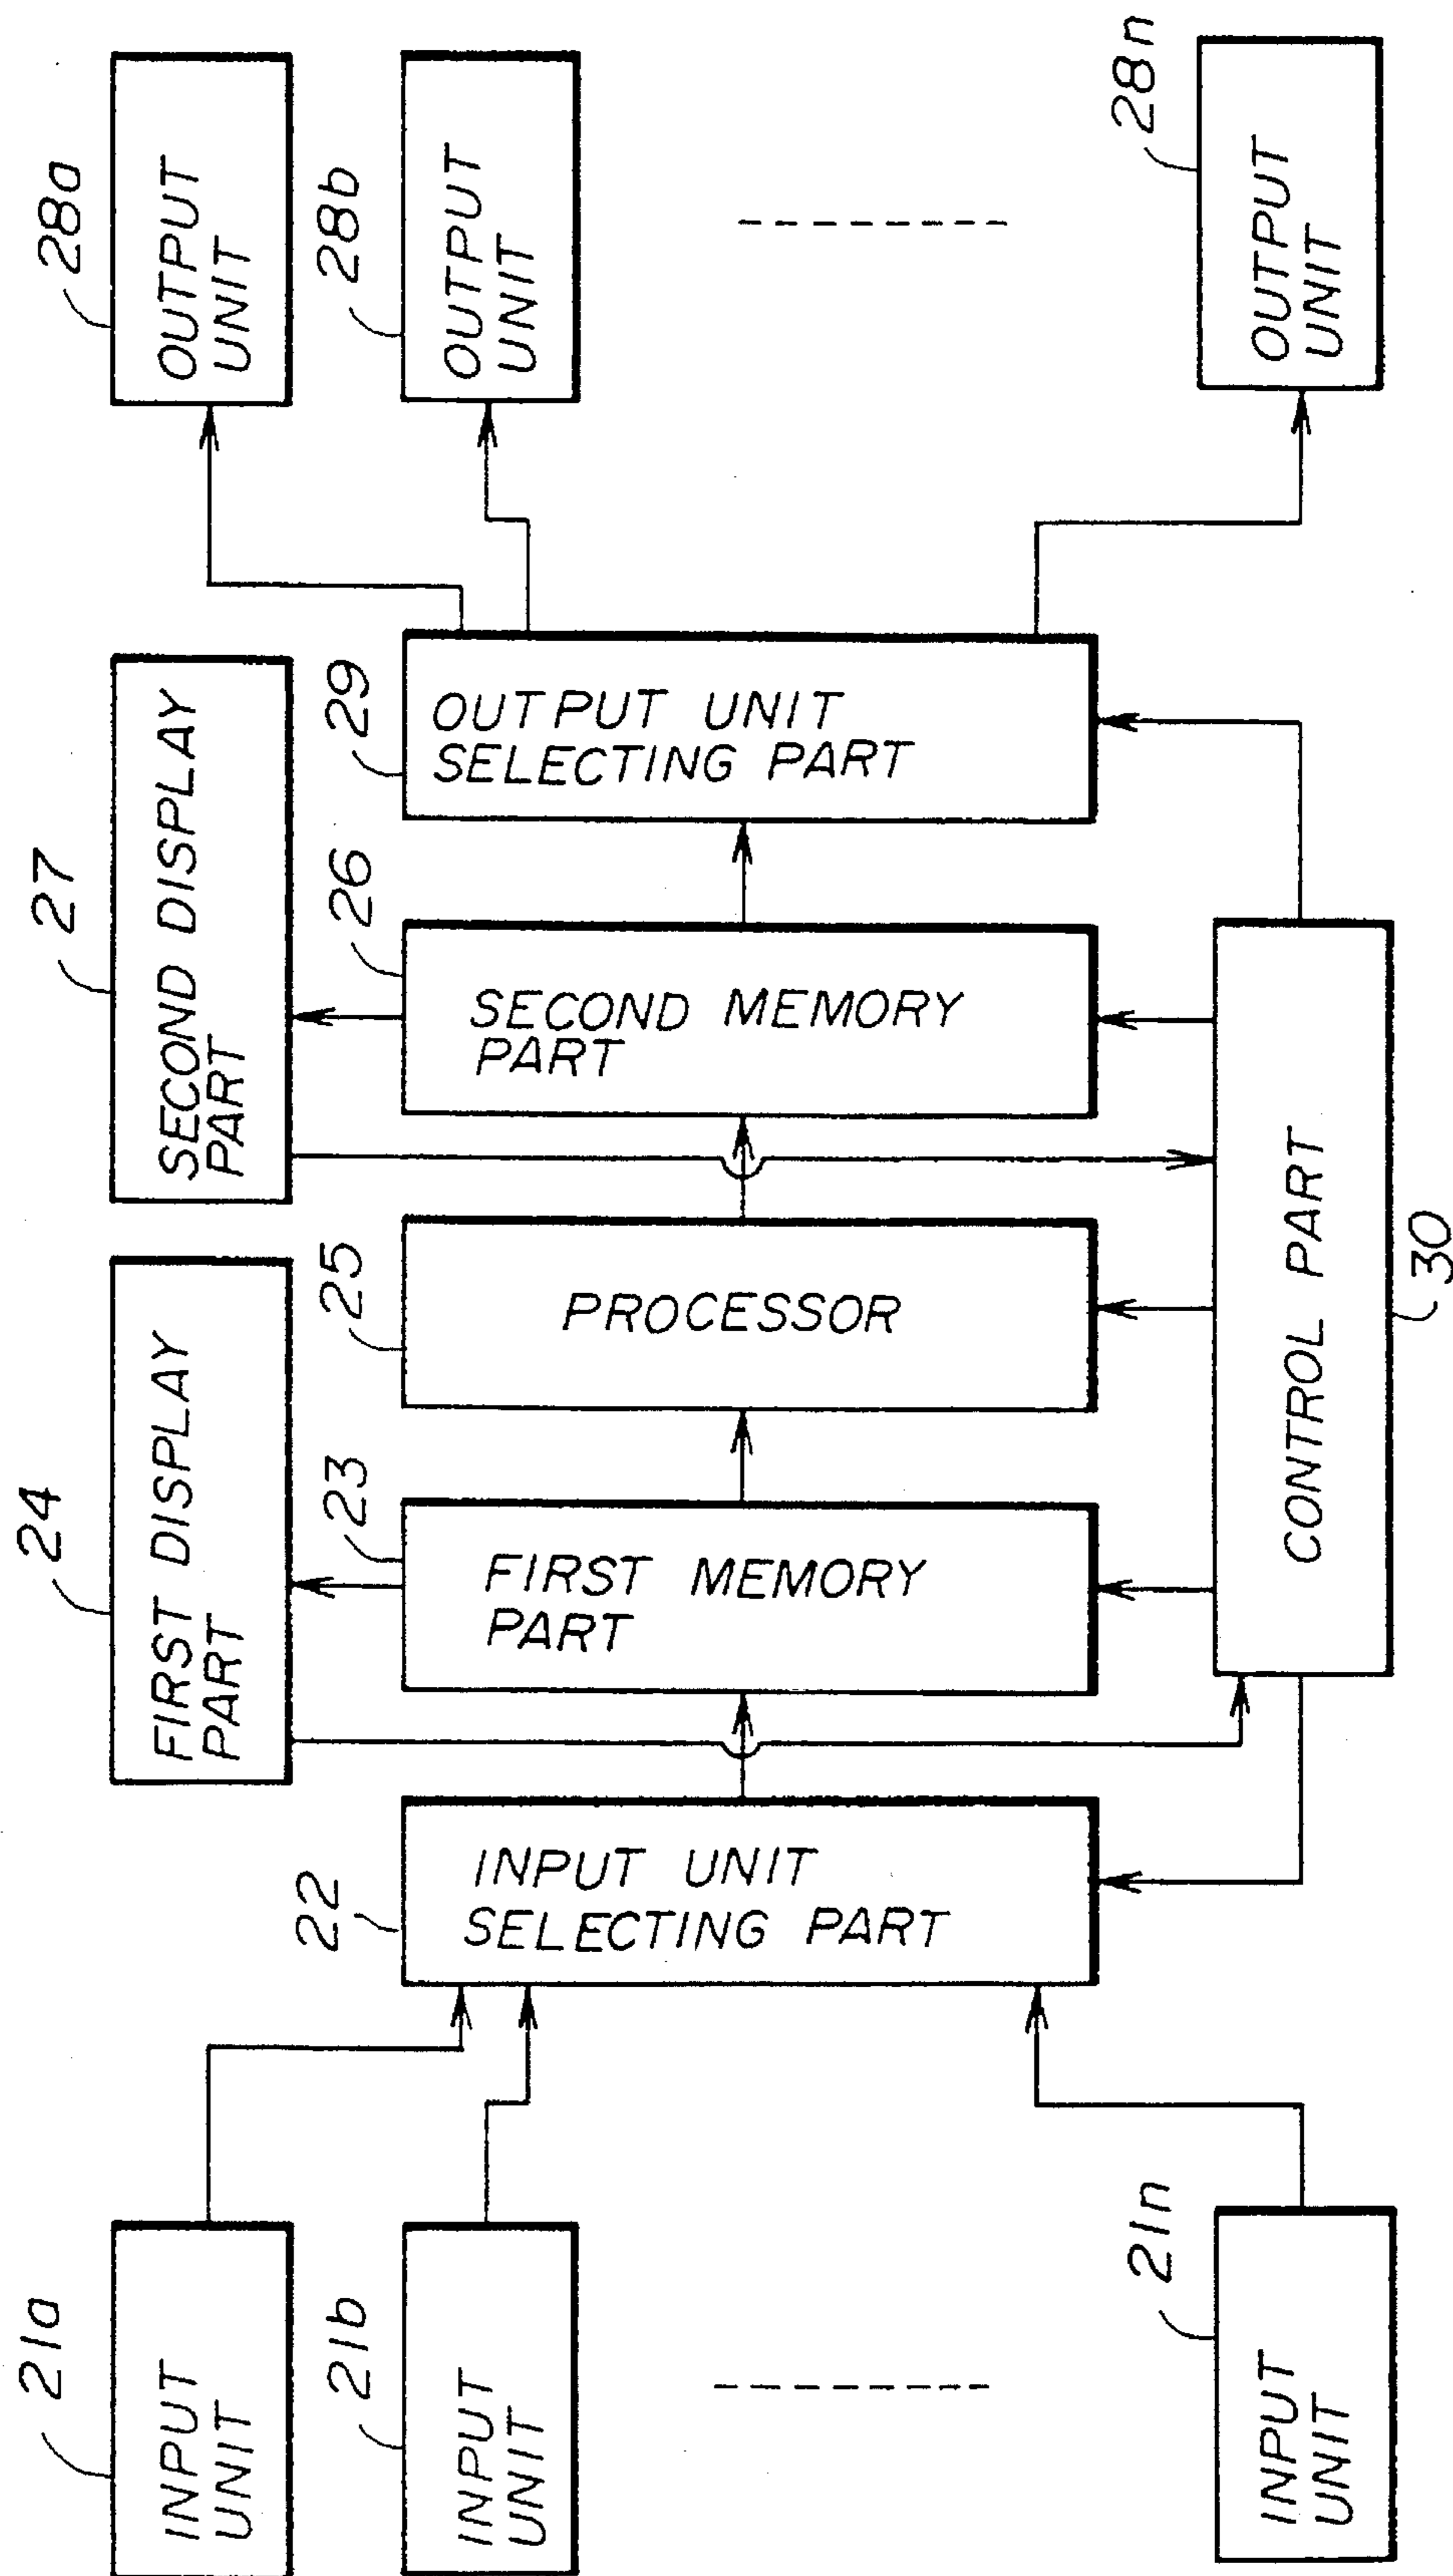 21a
INPUT
UNIT
21b
INPUT
UNIT
21n
INPUT
UNIT
22
INPUT UNIT
SELECTING PART
24
FIRST DISPLAY
PART
23
FIRST MEMORY
PART
25
PROCESSOR
27
SECOND DISPLAY
PART
26
SECOND MEMORY
PART
29
OUTPUT UNIT
SELECTING PART
CONTROL PART
30
28a
OUTPUT
UNIT
28b
OUTPUT
UNIT
28n
OUTPUT
UNIT